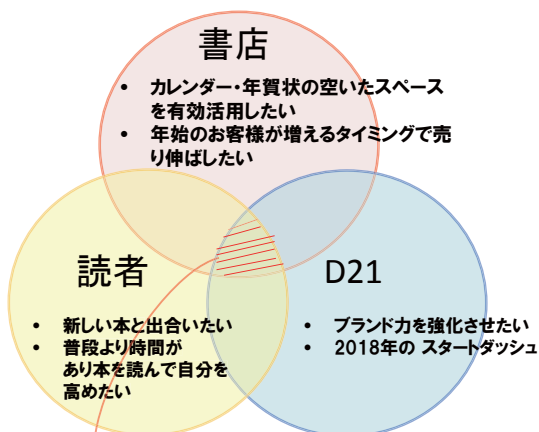 書店
• カレンダー・年賀状の空いたスペース
を有効活用したい
• 年始のお客様が増えるタイミングで売
り伸ばしたい
読者
• 新しい本と出合いたい
• 普段より時間が
あり本を読んで自分を
高めたい
D21
• ブランド力を強化させたい
• 2018年の スタートダッシュ